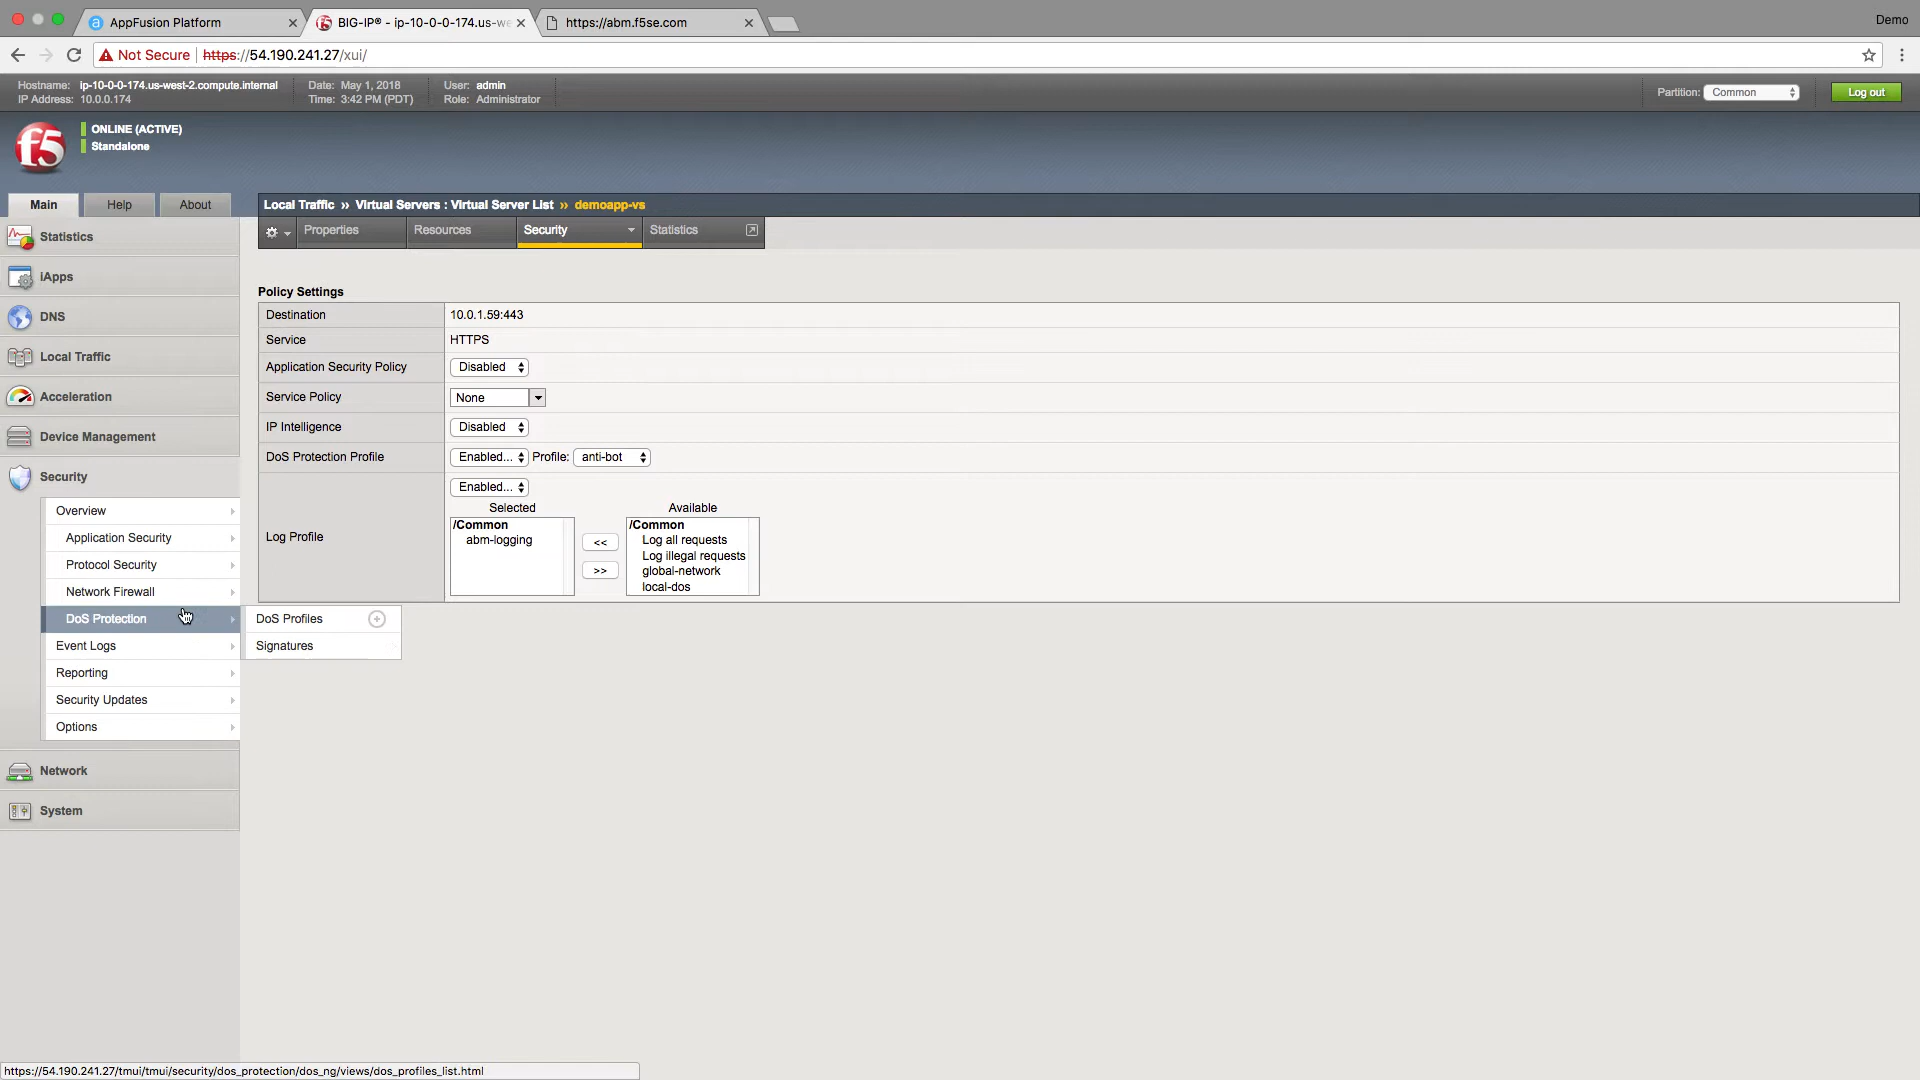 AppFusion Platform
BIG-IP® - ip-10-0-0-174.us-we
https://abm.f5se.com
Demo
Not Secure
https://54.190.241.27/xui/
Hostname: ip-10-0-0-174.us-west-2.compute.internal
IP Address: 10.0.0.174
Date: May 1, 2018
Time: 3:42 PM (PDT)
User: admin
Role: Administrator
Partition: Common
Log out
f5
ONLINE (ACTIVE)
Standalone
Main
Help
About
Local Traffic » Virtual Servers : Virtual Server List » demoapp-vs
Properties
Resources
Security
Statistics
Statistics
iApps
DNS
Local Traffic
Acceleration
Device Management
Security
Overview
Application Security
Protocol Security
Network Firewall
DoS Protection
Event Logs
Reporting
Security Updates
Options
Network
System
DoS Profiles
Signatures
Policy Settings
Destination 10.0.1.59:443
Service HTTPS
Application Security Policy Disabled
Service Policy None
IP Intelligence Disabled
DoS Protection Profile Enabled... Profile: anti-bot
Log Profile Enabled...
Selected
/Common
abm-logging
<<
>>
Available
/Common
Log all requests
Log illegal requests
global-network
local-dos
https://54.190.241.27/tmui/tmui/security/dos_protection/dos_ng/views/dos_profiles_list.html